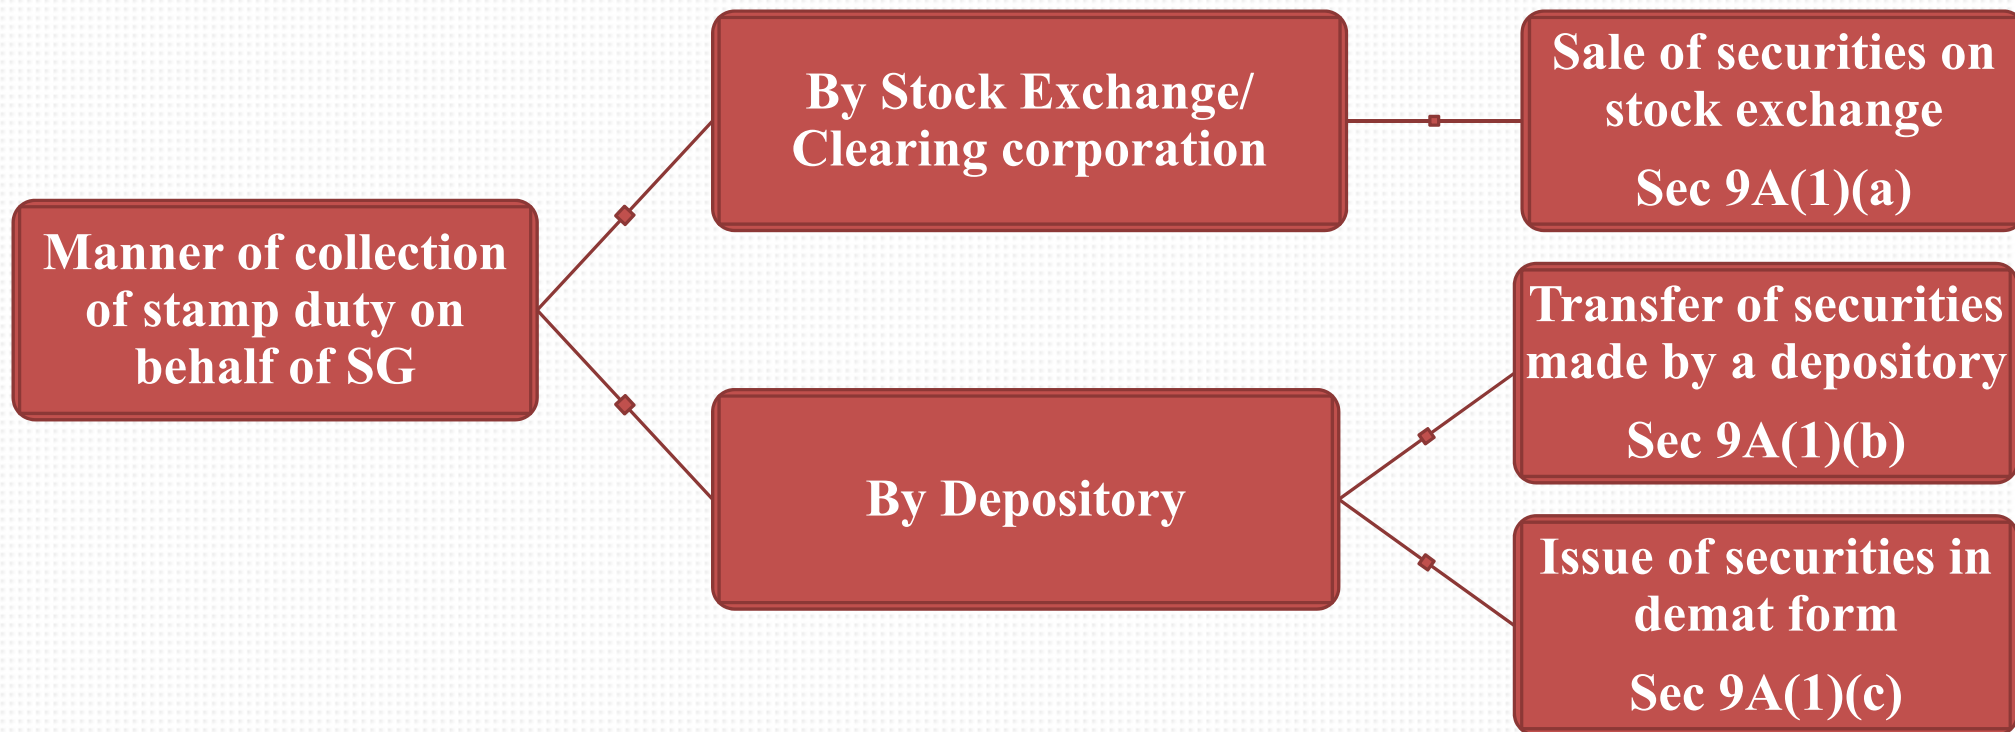 Manner of collection
of stamp duty on
behalf of SG
By Stock Exchange/
Clearing corporation
Sale of securities on
stock exchange
Sec 9A(1)(a)
By Depository
Transfer of securities
made by a depository
Sec 9A(1)(b)
Issue of securities in
demat form
Sec 9A(1)(c)